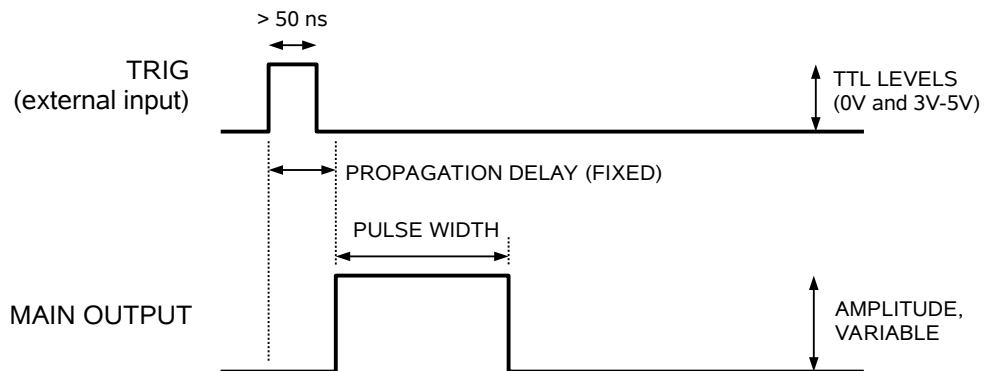 > 50 ns
TRIG
(external input)
TTL LEVELS
(0V and 3V-5V)
PROPAGATION DELAY (FIXED)
PULSE WIDTH
MAIN OUTPUT
AMPLITUDE,
VARIABLE